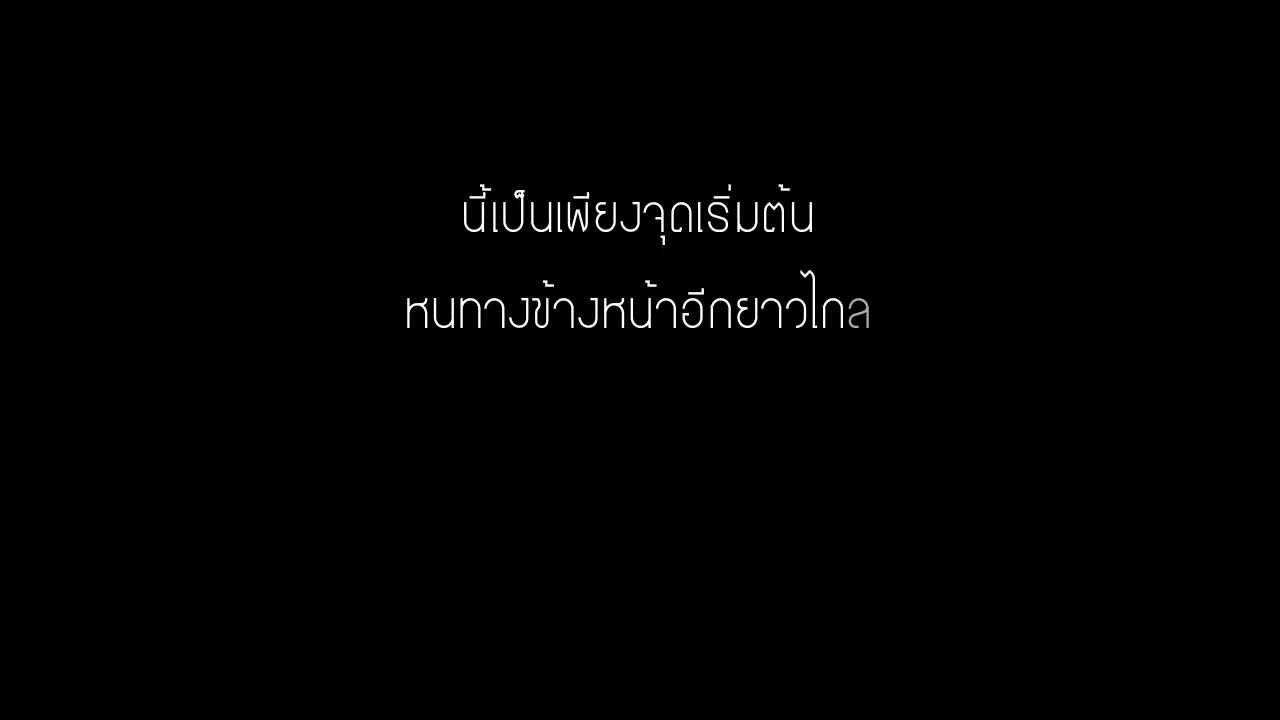 นี้เป็นเพียงจุดเริ่มต้น
หนทางข้างหน้าอีกยาวไกล